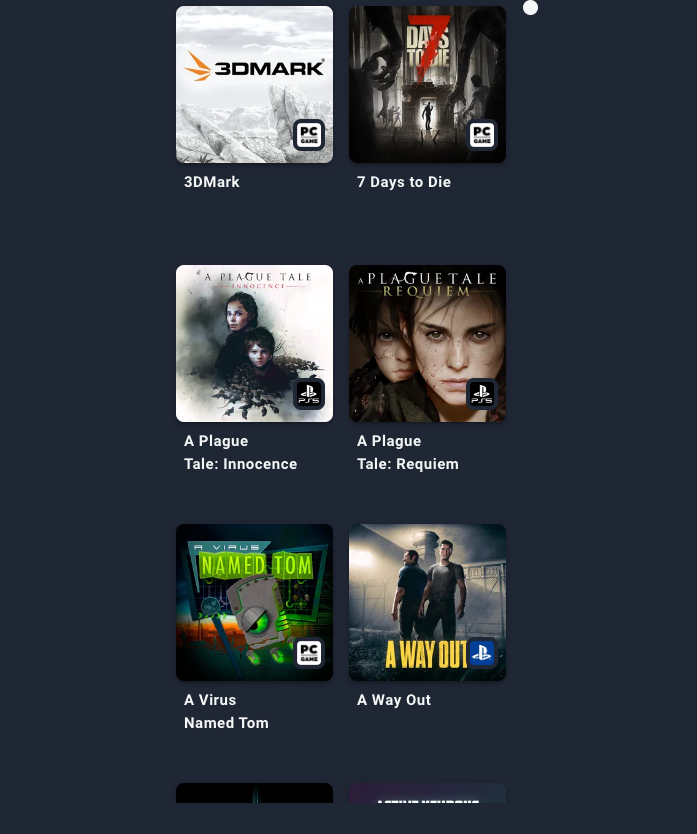 3DMARK
PC
GAME
3DMark
7
DAYS
TO DIE
PC
GAME
7 Days to Die
A PLAGUE TALE
INNOCENCE
PS5
A Plague
Tale: Innocence
A PLAGUE TALE
REQUIEM
PS5
A Plague
Tale: Requiem
A VIRUS
NAMED TOM
PC
GAME
A Virus
Named Tom
A WAY OUT
A Way Out
ACTIVE NEURONS